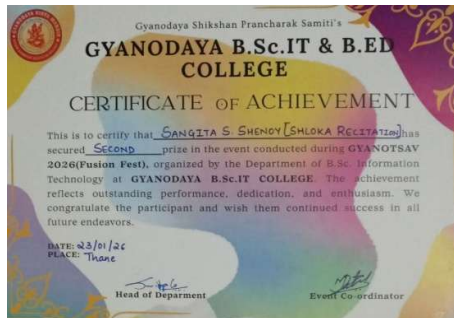 Gyanodaya Shikshan Prancharak Samiti's
GYANODAYA B.Sc.IT & B.ED
COLLEGE
CERTIFICATE OF ACHIEVEMENT
This is to certify that SANGITA S. SHENOY [SHLOKA RECITATION] has
secured SECOND prize in the event conducted during GYANOTSAV
2026(Fusion Fest), organized by the Department of B.Sc. Information
Technology at GYANODAYA B.Sc.IT COLLEGE. The achievement
reflects outstanding performance, dedication, and enthusiasm. We
congratulate the participant and wish them continued success in all
future endeavors.
DATE: 23/01/26
PLACE: Thane
Head of Deparment
Event Co-ordinator